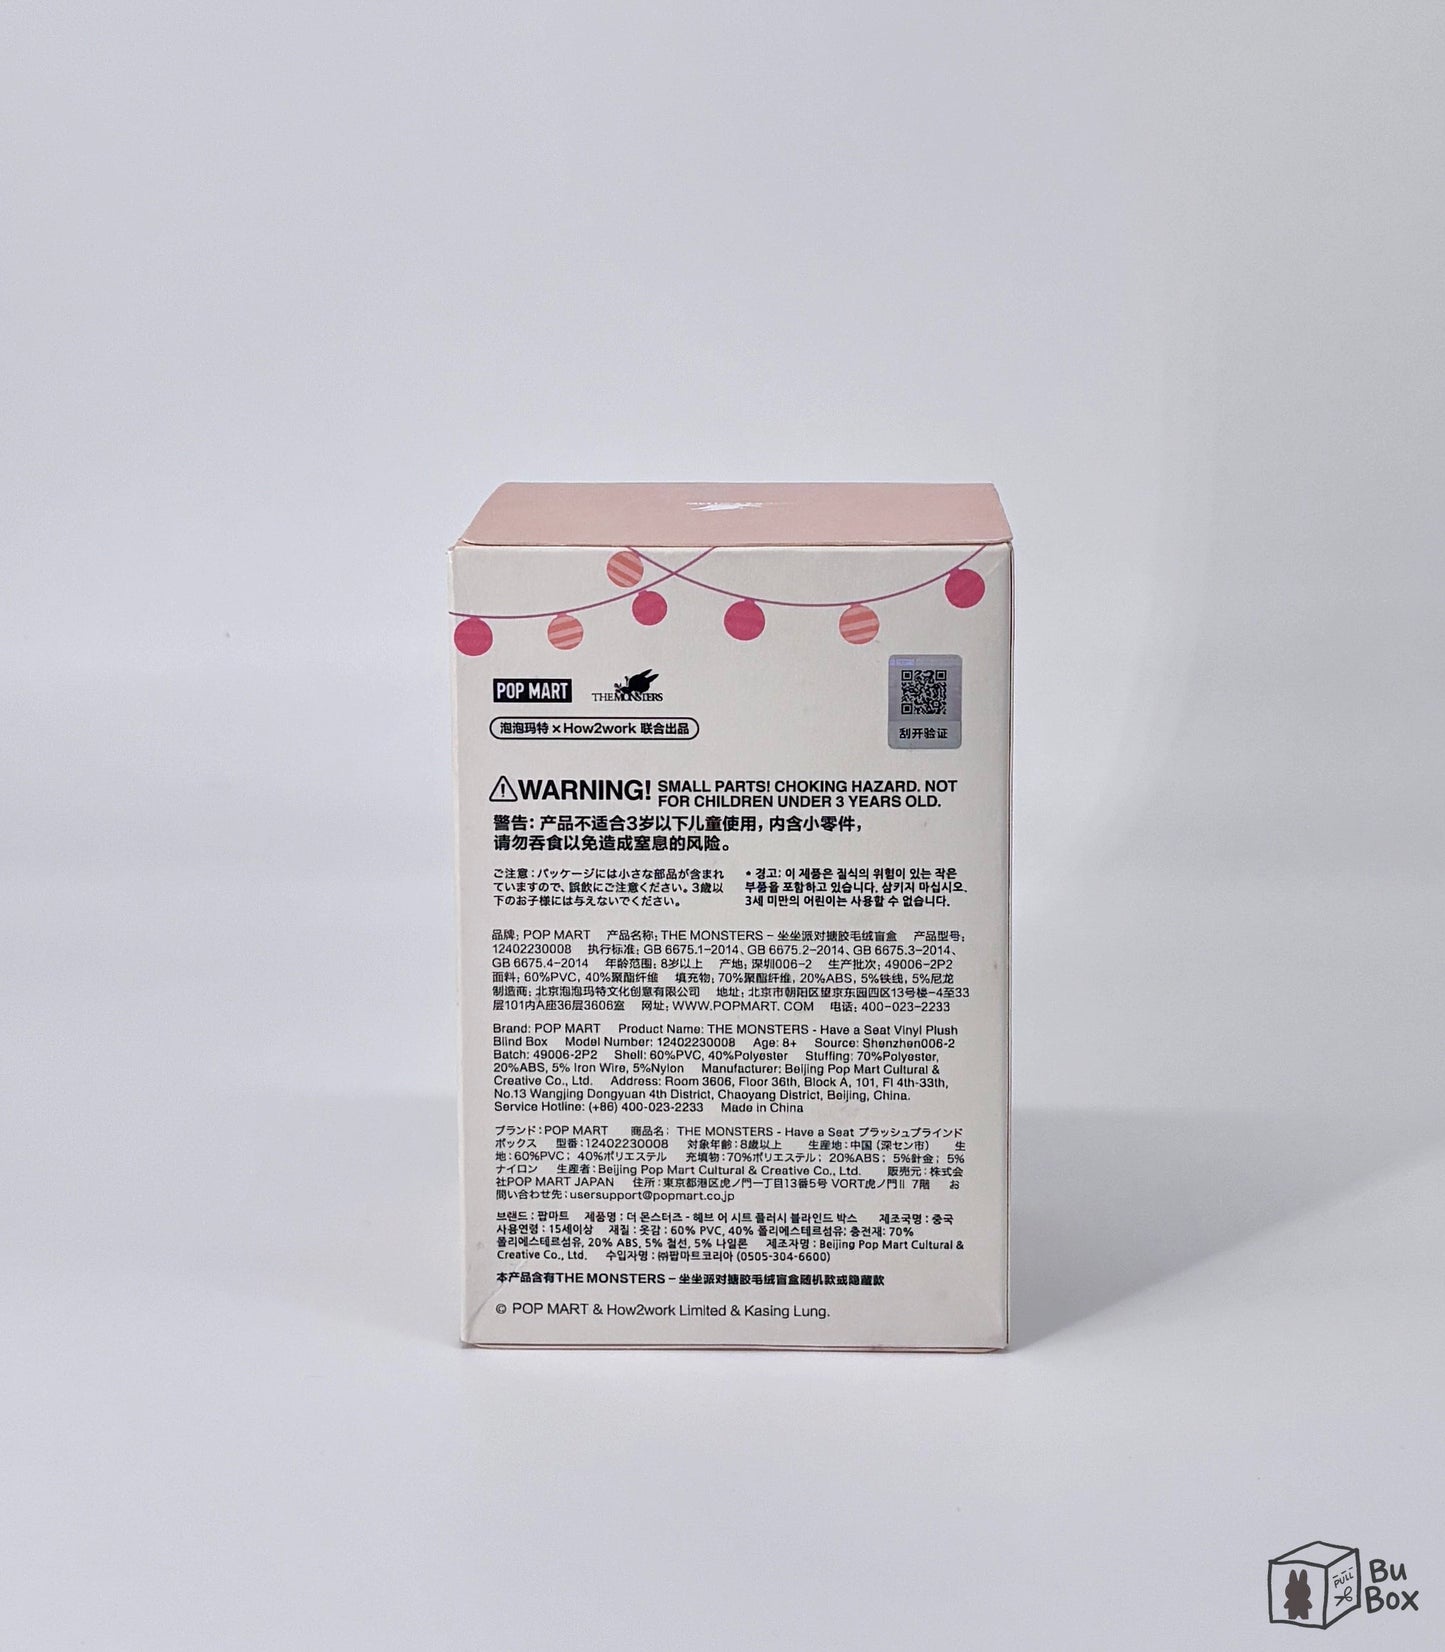 POP MART
THE MONSTERS
泡泡玛特 × How2work 联合出品
刮开验证
WARNING! SMALL PARTS! CHOKING HAZARD. NOT
FOR CHILDREN UNDER 3 YEARS OLD.
警告: 产品不适合3岁以下儿童使用, 内含小零件,
请勿吞食以免造成窒息的风险。
ご注意:パッケージには小さな部品が含まれ
ていますので、誤飲にご注意ください。3歳以
下のお子様には与えないでください。
• 경고: 이 제품은 질식의 위험이 있는 작은
부품을 포함하고 있습니다. 삼키지 마십시오.
3세 미만의 어린이는 사용할 수 없습니다.
品牌: POP MART 产品名称: THE MONSTERS – 坐坐派对搪胶毛绒盲盒 产品型号:
12402230008 执行标准: GB 6675.1–2014、GB 6675.2–2014、GB 6675.3–2014、
GB 6675.4–2014 年龄范围: 8岁以上 产地: 深圳006–2 生产批次: 49006–2P2
面料: 60%PVC, 40%聚酯纤维 填充物: 70%聚酯纤维, 20%ABS, 5%铁线, 5%尼龙
制造商: 北京泡泡玛特文化创意有限公司 地址: 北京市朝阳区望京东园四区13号楼–4至33
层101内A座36层3606室 网址: WWW.POPMART. COM 电话: 400–023–2233
Brand: POP MART Product Name: THE MONSTERS - Have a Seat Vinyl Plush
Blind Box Model Number: 12402230008 Age: 8+ Source: Shenzhen006-2
Batch: 49006-2P2 Shell: 60%PVC, 40%Polyester Stuffing: 70%Polyester,
20%ABS, 5% Iron Wire, 5%Nylon Manufacturer: Beijing Pop Mart Cultural &
Creative Co., Ltd. Address: Room 3606, Floor 36th, Block A, 101, Fl 4th-33th,
No.13 Wangjing Dongyuan 4th District, Chaoyang District, Beijing, China.
Service Hotline: (+86) 400-023-2233 Made in China
ブランド:POP MART 商品名: THE MONSTERS - Have a Seat プラッシュブラインド
ボックス 型番:12402230008 対象年齢:8歳以上 生産地:中国 (深セン市) 生
地:60%PVC; 40%ポリエステル 充填物:70%ポリエステル; 20%ABS; 5%針金; 5%
ナイロン 生産者:Beijing Pop Mart Cultural & Creative Co., Ltd. 販売元:株式会
社POP MART JAPAN 住所:東京都港区虎ノ門一丁目13番5号 VORT虎ノ門Ⅱ 7階 お
問い合わせ先:usersupport@popmart.co.jp
브랜드 : 팝마트 제품명 : 더 몬스터즈 - 헤브 어 시트 플러시 블라인드 박스 제조국명 : 중국
사용연령 : 15세이상 재질 : 옷감 : 60% PVC, 40% 폴리에스테르섬유; 충전재: 70%
폴리에스테르섬유, 20% ABS, 5% 철선, 5% 나일론 제조자명 : Beijing Pop Mart Cultural &
Creative Co., Ltd. 수입자명 : ㈜팝마트코리아 (0505-304-6600)
本产品含有THE MONSTERS – 坐坐派对搪胶毛绒盲盒随机款或隐藏款
© POP MART & How2work Limited & Kasing Lung.
PULL
Bu
Box